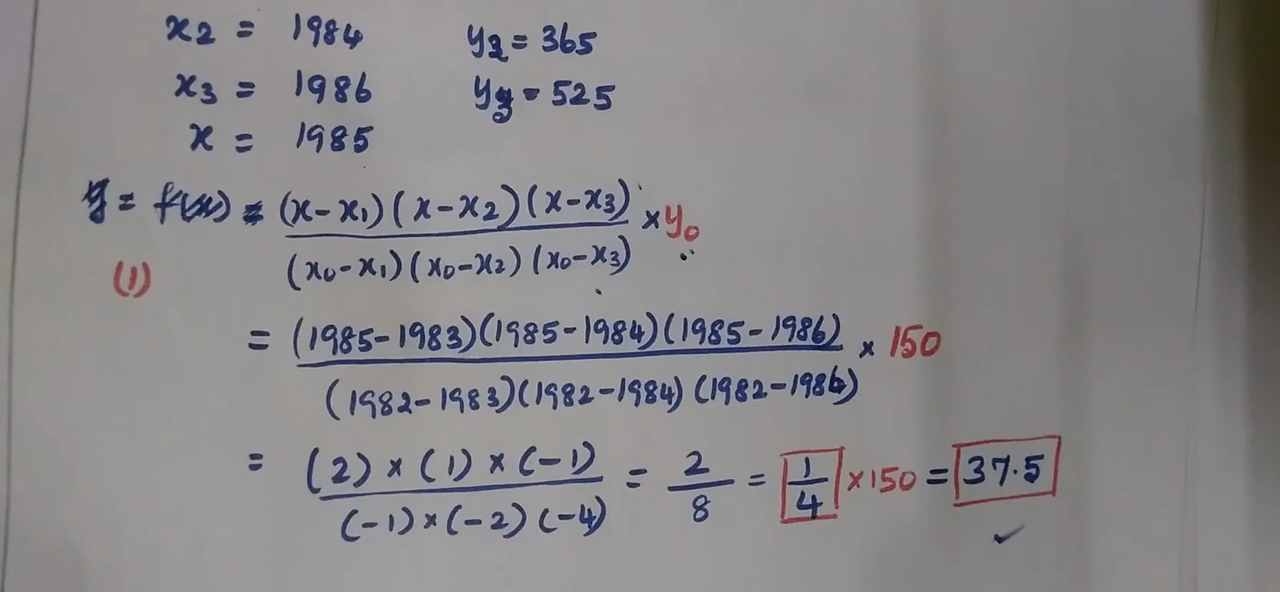 x2 = 1984 y2 = 365
x3 = 1986 y3 = 525
x = 1985
y = f(x) = (x-x1)(x-x2)(x-x3) / (x0-x1)(x0-x2)(x0-x3) × y0
(1)
= (1985-1983)(1985-1984)(1985-1986) / (1982-1983)(1982-1984)(1982-1986) × 150
= (2)×(1)×(-1) / (-1)×(-2)(-4) = 2/8 = 1/4 ×150 = 37.5